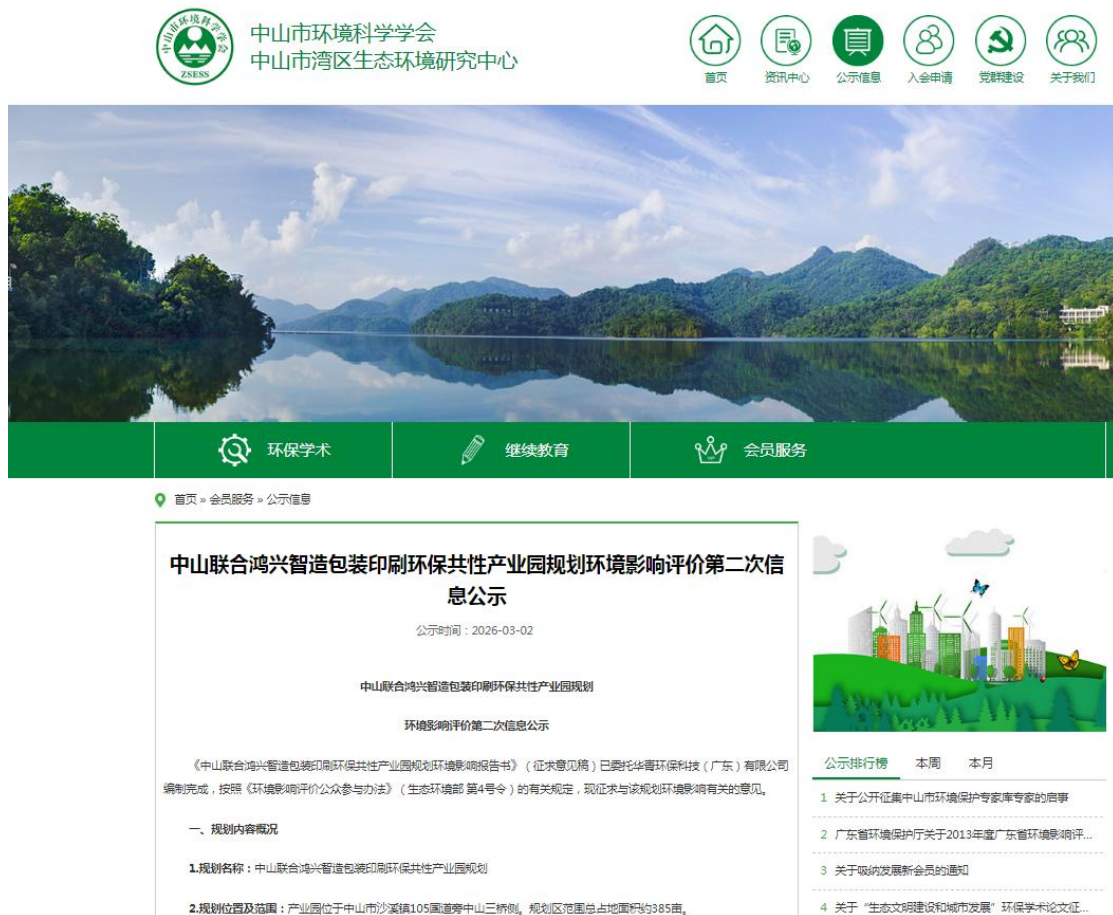 中山市环境科学学会
ZSESS
中山市环境科学学会
中山市湾区生态环境研究中心
首页
资讯中心
公示信息
入会申请
党群建设
关于我们
环保学术
继续教育
会员服务
首页 » 会员服务 » 公示信息
中山联合鸿兴智造包装印刷环保共性产业园规划环境影响评价第二次信
息公示
公示时间：2026-03-02
中山联合鸿兴智造包装印刷环保共性产业园规划
环境影响评价第二次信息公示
《中山联合鸿兴智造包装印刷环保共性产业园规划环境影响报告书》（征求意见稿）已委托华青环保科技（广东）有限公司
编制完成，按照《环境影响评价公众参与办法》（生态环境部 第4号令）的有关规定，现征求与该规划环境影响有关的意见。
一、规划内容概况
1.规划名称：中山联合鸿兴智造包装印刷环保共性产业园规划
2.规划位置及范围：产业园位于中山市沙溪镇105国道旁中山三桥侧，规划区范围总占地面积约385亩。
公示排行榜
本周
本月
1 关于公开征集中山市环境保护专家库专家的启事
2 广东省环境保护厅关于2013年度广东省环境影响评...
3 关于吸纳发展新会员的通知
4 关于“生态文明建设和城市发展”环保学术论文征...